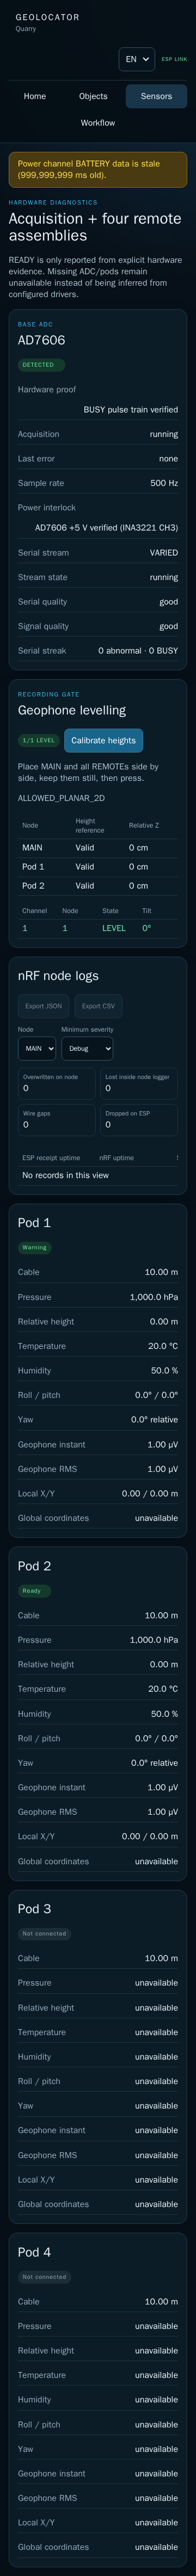 GEOLOCATOR
Quarry
EN
ESP LINK
Home
Objects
Sensors
Workflow
Power channel BATTERY data is stale
(999,999,999 ms old).
HARDWARE DIAGNOSTICS
Acquisition + four remote
assemblies
READY is only reported from explicit hardware
evidence. Missing ADC/pods remain
unavailable instead of being inferred from
configured drivers.
BASE ADC
AD7606
DETECTED
Hardware proof
BUSY pulse train verified
Acquisition running
Last error none
Sample rate 500 Hz
Power interlock
AD7606 +5 V verified (INA3221 CH3)
Serial stream VARIED
Stream state running
Serial quality good
Signal quality good
Serial streak 0 abnormal · 0 BUSY
RECORDING GATE
Geophone levelling
1/1 LEVEL
Calibrate heights
Place MAIN and all REMOTEs side by
side, keep them still, then press.
ALLOWED_PLANAR_2D
Node Height reference Relative Z
MAIN Valid 0 cm
Pod 1 Valid 0 cm
Pod 2 Valid 0 cm
Channel Node State Tilt
1 1 LEVEL 0°
nRF node logs
Export JSON Export CSV
Node Minimum severity
MAIN Debug
Overwritten on node Lost inside node logger
0 0
Wire gaps Dropped on ESP
0 0
ESP receipt uptime nRF uptime
No records in this view
Pod 1
Warning
Cable 10.00 m
Pressure 1,000.0 hPa
Relative height 0.00 m
Temperature 20.0 °C
Humidity 50.0 %
Roll / pitch 0.0° / 0.0°
Yaw 0.0° relative
Geophone instant 1.00 µV
Geophone RMS 1.00 µV
Local X/Y 0.00 / 0.00 m
Global coordinates unavailable
Pod 2
Ready
Cable 10.00 m
Pressure 1,000.0 hPa
Relative height 0.00 m
Temperature 20.0 °C
Humidity 50.0 %
Roll / pitch 0.0° / 0.0°
Yaw 0.0° relative
Geophone instant 1.00 µV
Geophone RMS 1.00 µV
Local X/Y 0.00 / 0.00 m
Global coordinates unavailable
Pod 3
Not connected
Cable 10.00 m
Pressure unavailable
Relative height unavailable
Temperature unavailable
Humidity unavailable
Roll / pitch unavailable
Yaw unavailable
Geophone instant unavailable
Geophone RMS unavailable
Local X/Y unavailable
Global coordinates unavailable
Pod 4
Not connected
Cable 10.00 m
Pressure unavailable
Relative height unavailable
Temperature unavailable
Humidity unavailable
Roll / pitch unavailable
Yaw unavailable
Geophone instant unavailable
Geophone RMS unavailable
Local X/Y unavailable
Global coordinates unavailable